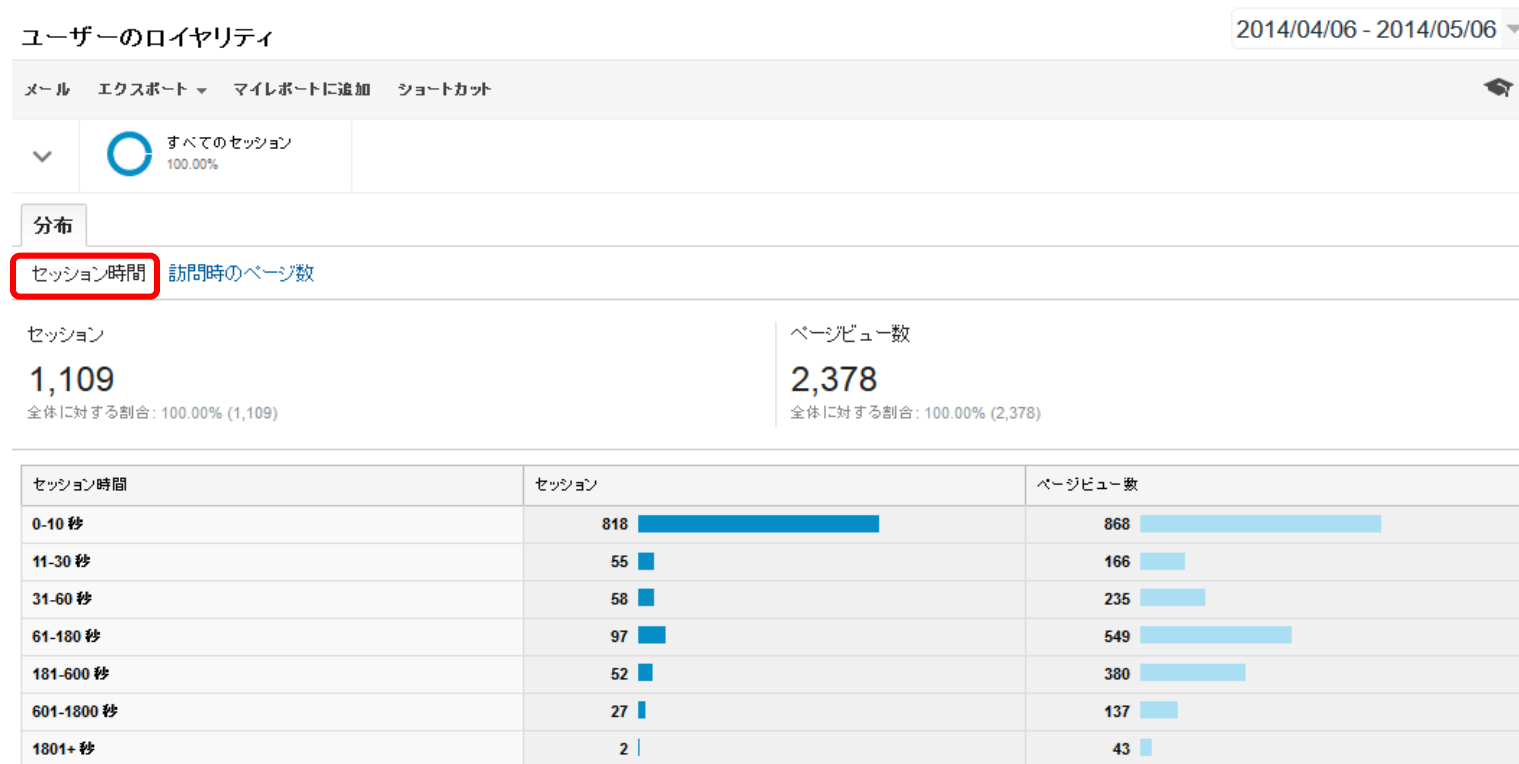 ユーザーのロイヤリティ
2014/04/06 - 2014/05/06
メール エクスポート マイレポートに追加 ショートカット
すべてのセッション
100.00%
分布
セッション時間 訪問時のページ数
セッション ページビュー数
1,109 2,378
全体に対する割合: 100.00% (1,109) 全体に対する割合: 100.00% (2,378)
セッション時間 セッション ページビュー数
0-10 秒 818 868
11-30 秒 55 166
31-60 秒 58 235
61-180 秒 97 549
181-600 秒 52 380
601-1800 秒 27 137
1801+ 秒 2 43